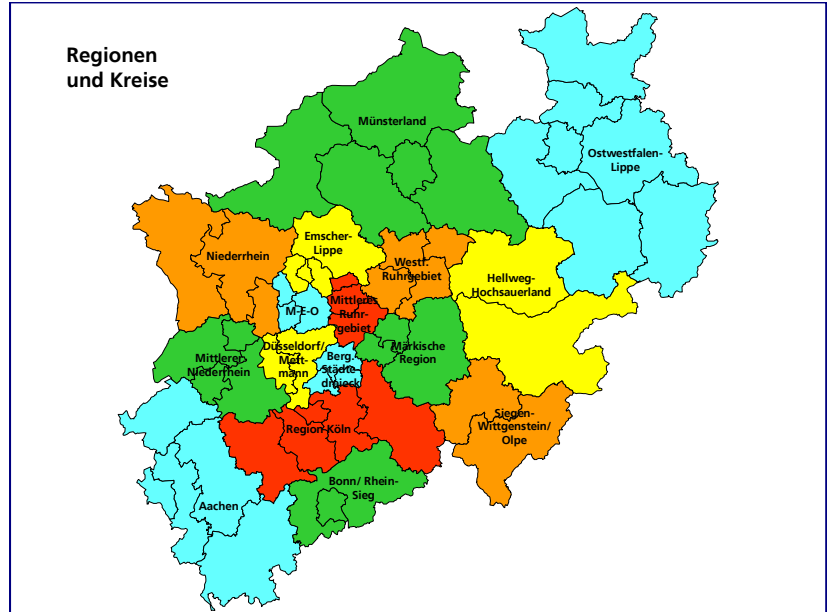 Regionen
und Kreise
Münsterland
Ostwestfalen-
Lippe
Emscher-
Lippe
Niederrhein
Westf.
Ruhrgebiet
Hellweg-
Hochsauerland
M-E-O
Mittleres
Ruhr-
gebiet
Düsseldorf/
Mett-
mann
Berg.
Städte-
dreieck
Märkische
Region
Mittlerer
Niederrhein
Siegen-
Wittgenstein/
Olpe
Region Köln
Bonn/ Rhein-
Sieg
Aachen